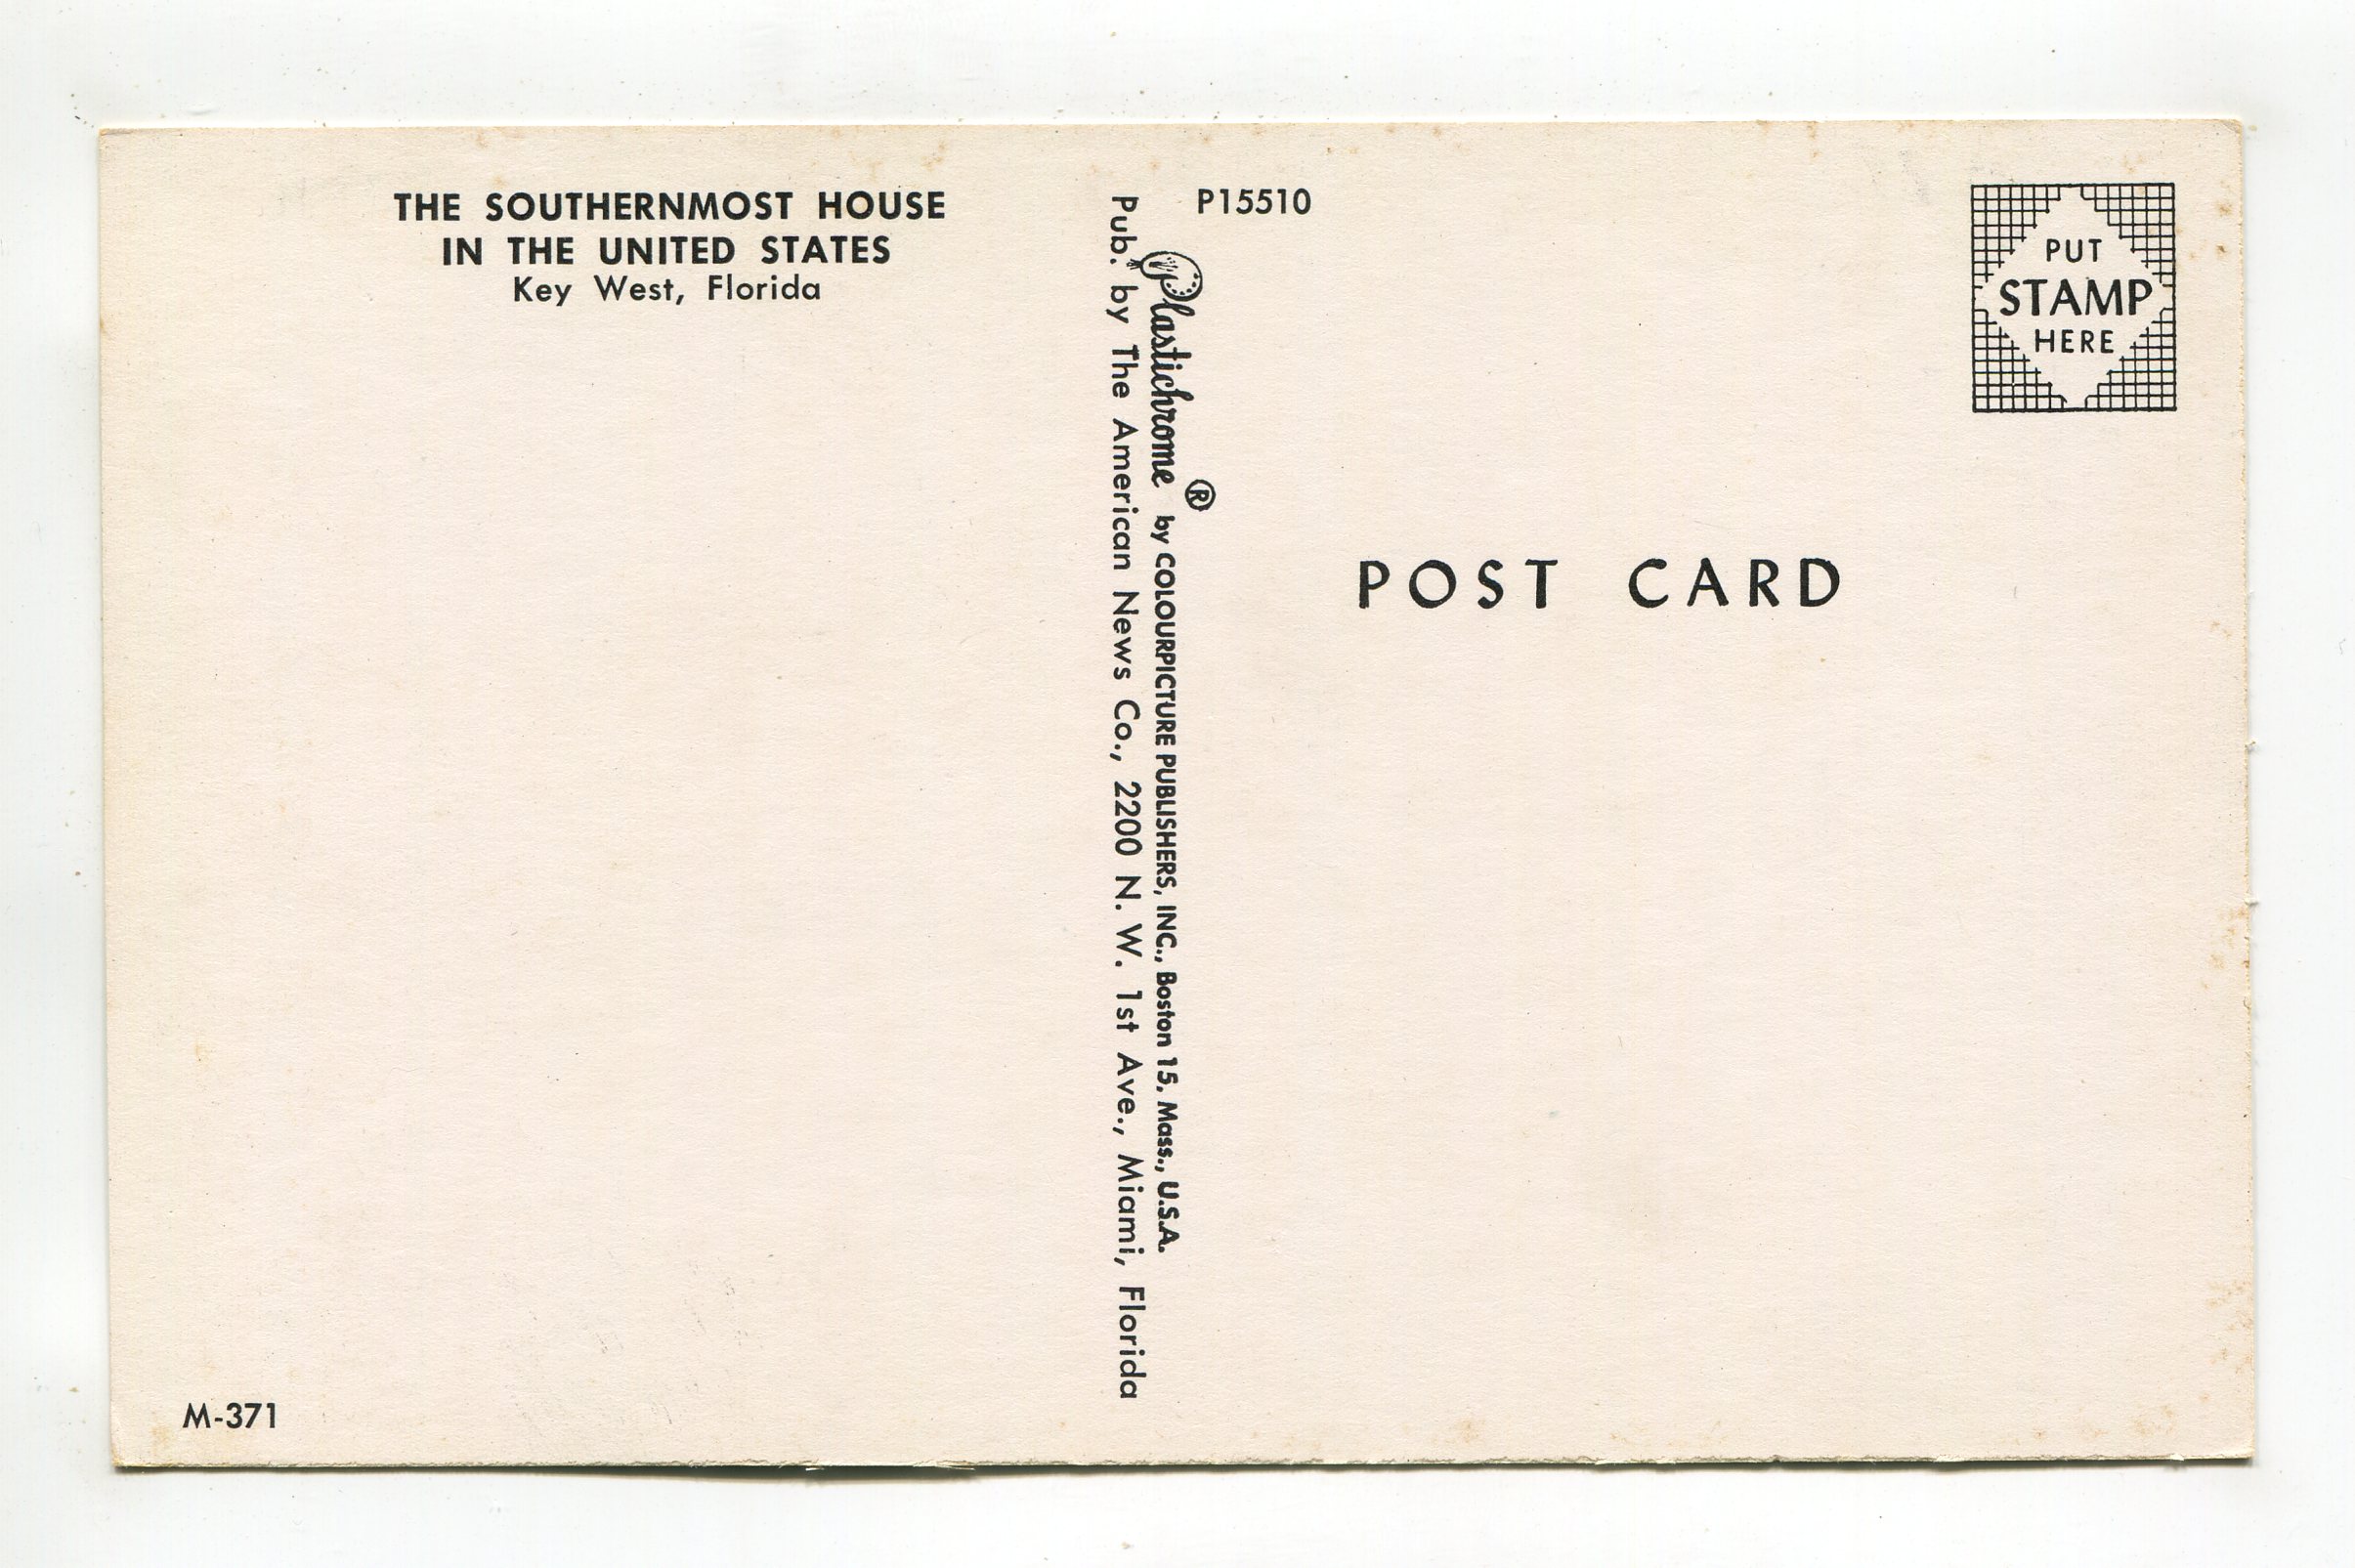 THE SOUTHERNMOST HOUSE
IN THE UNITED STATES
Key West, Florida
M-371
Pub. by The American News Co., 2200 N. W. 1st Ave., Miami, Florida
Plastichrome ® by COLOURPICTURE PUBLISHERS, INC., Boston 15, Mass., U.S.A.
P15510
PUT
STAMP
HERE
POST CARD